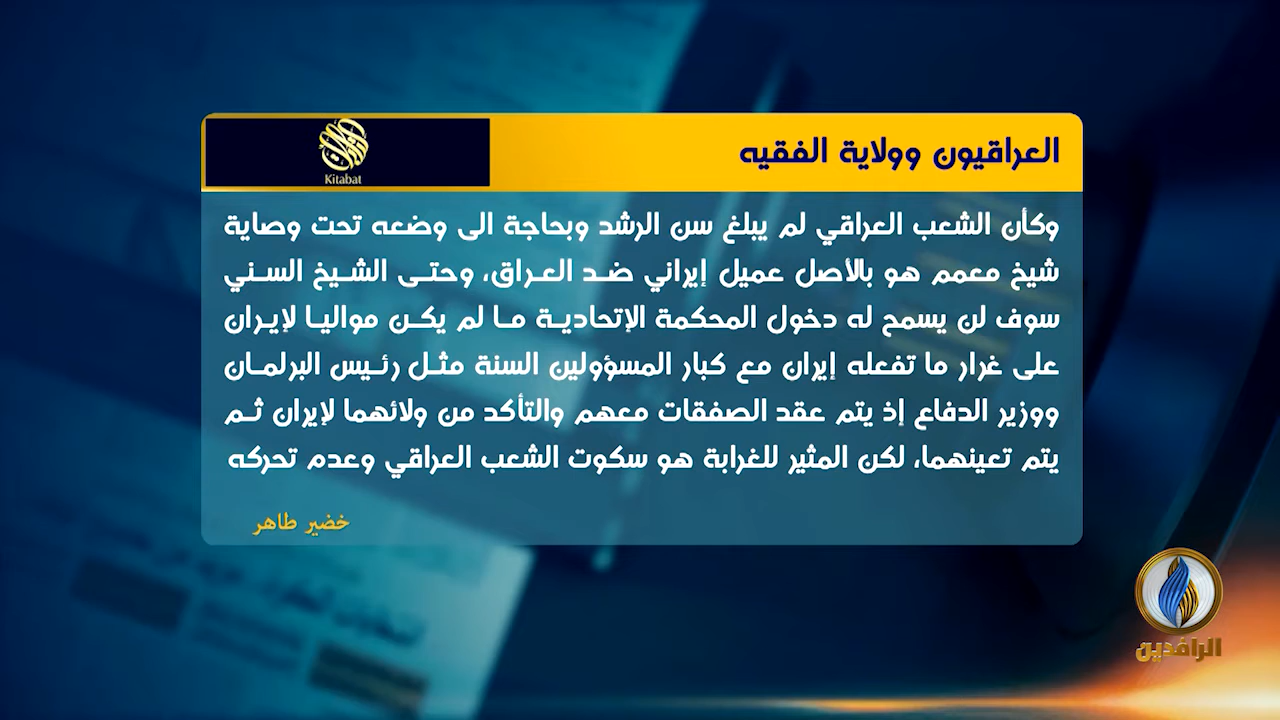 العراقيون وولاية الفقيه
Kitabat
وكأن الشعب العراقي لم يبلغ سن الرشد وبحاجة الى وضعه تحت وصاية
شيخ معمم هو بالأصل عميل إيراني ضد العراق، وحتى الشيخ السني
سوف لن يسمح له دخول المحكمة الإتحادية ما لم يكن مواليا لإيران
على غرار ما تفعله إيران مع كبار المسؤولين السنة مثل رئيس البرلمان
ووزير الدفاع إذ يتم عقد الصفقات معهم والتأكد من ولائهما لإيران ثم
يتم تعينهما، لكن المثير للغرابة هو سكوت الشعب العراقي وعدم تحركه
خضير طاهر
الرافدين